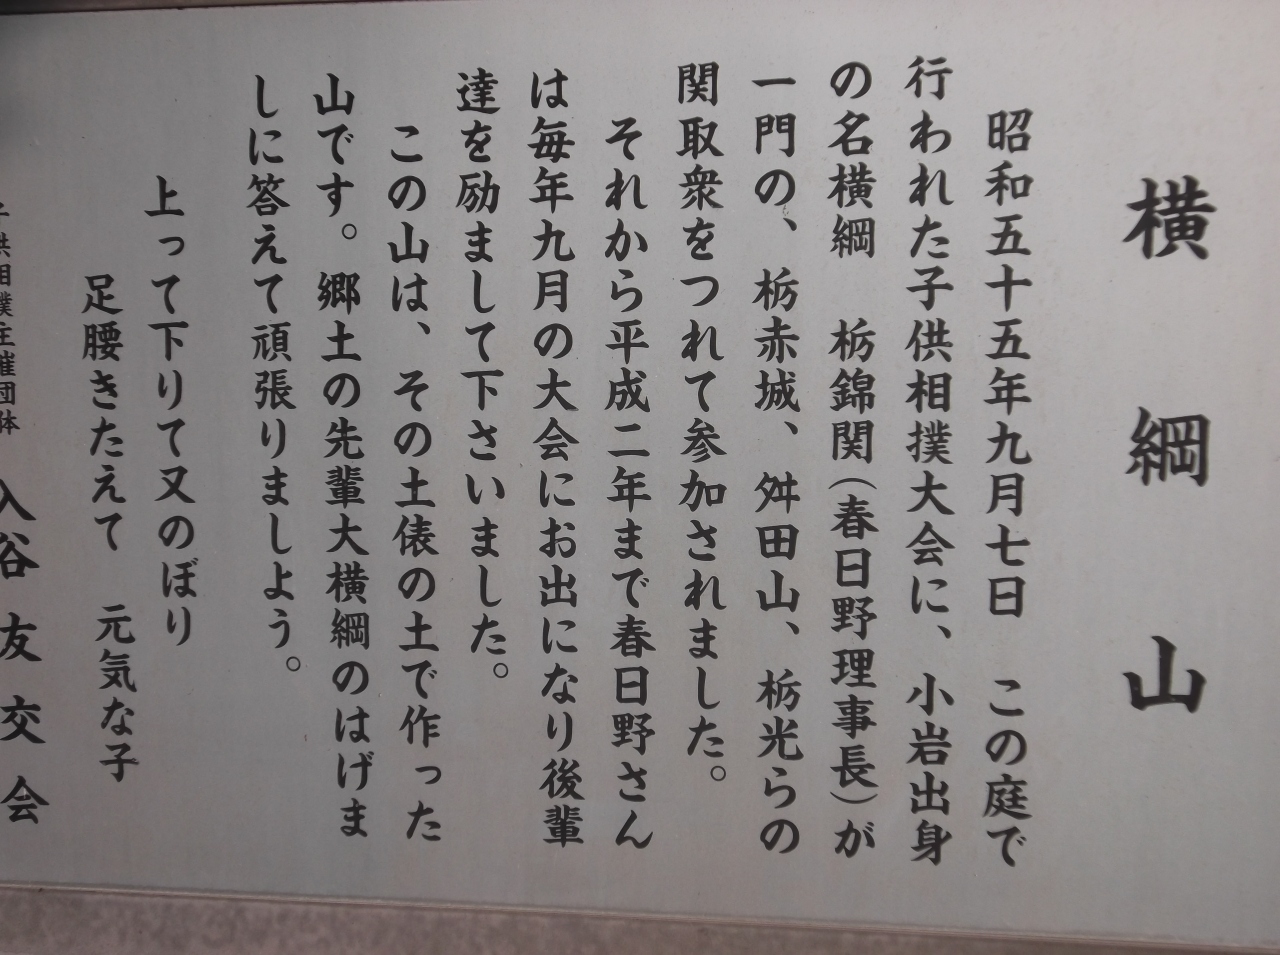 横綱山
昭和五十五年九月七日　この庭で
行われた子供相撲大会に、小岩出身
の名横綱　栃錦関（春日野理事長）が
一門の、栃赤城、舛田山、栃光らの
関取衆をつれて参加されました。
それから平成二年まで春日野さん
は毎年九月の大会にお出になり後輩
達を励まして下さいました。
この山は、その土俵の土で作った
山です。郷土の先輩大横綱のはげま
しに答えて頑張りましよう。
上って下りて又のぼり
足腰きたえて　元気な子
子供相撲主催団体　入谷友交会